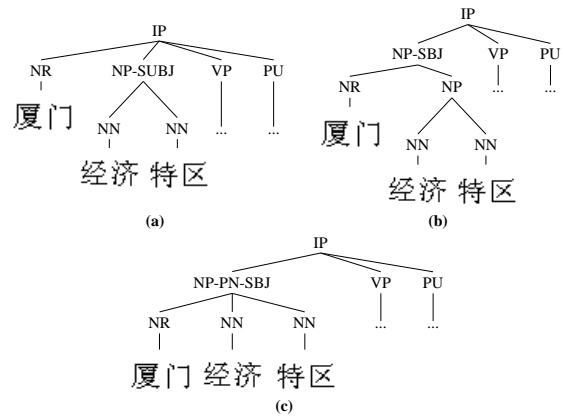 IP
NR NP-SUBJ VP PU
厦门 NN NN ... ...
经济 特区
(a)
IP
NP-SBJ VP PU
NR NP ... ...
厦门 NN NN
经济 特区
(b)
IP
NP-PN-SBJ VP PU
NR NN NN ... ...
厦门 经济 特区
(c)